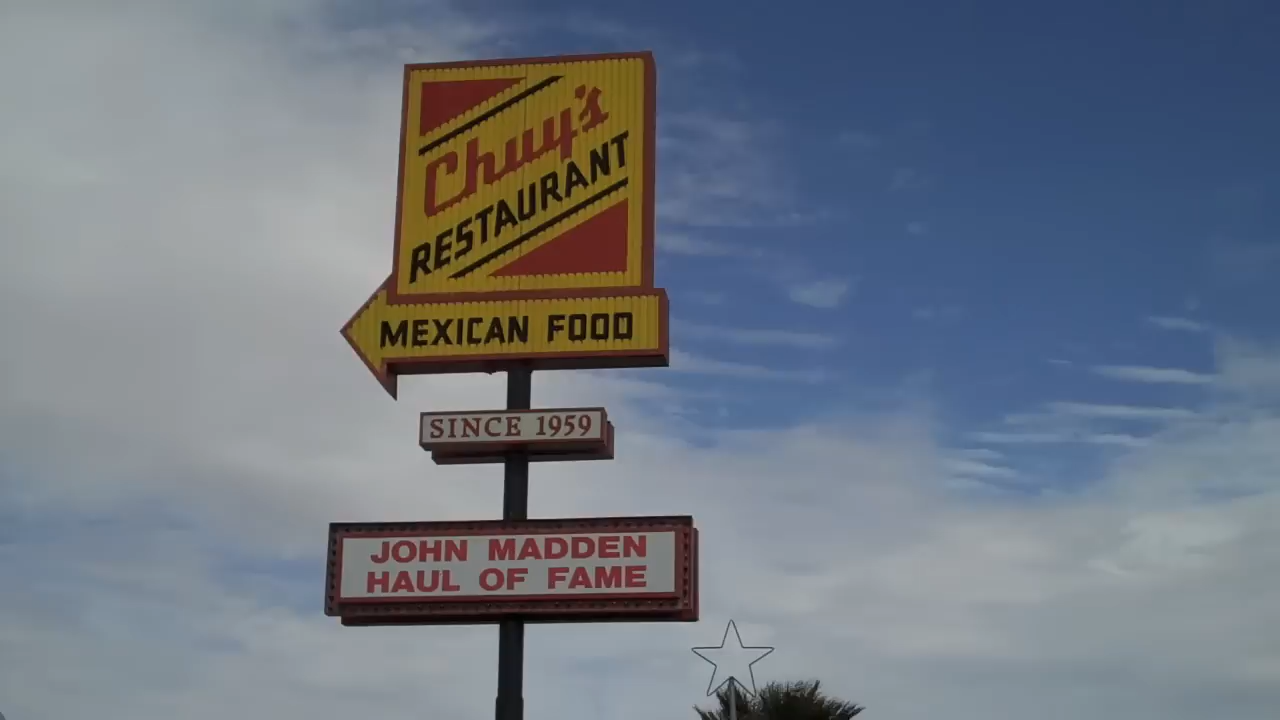 Chuy's
RESTAURANT
MEXICAN FOOD
SINCE 1959
JOHN MADDEN
HAUL OF FAME